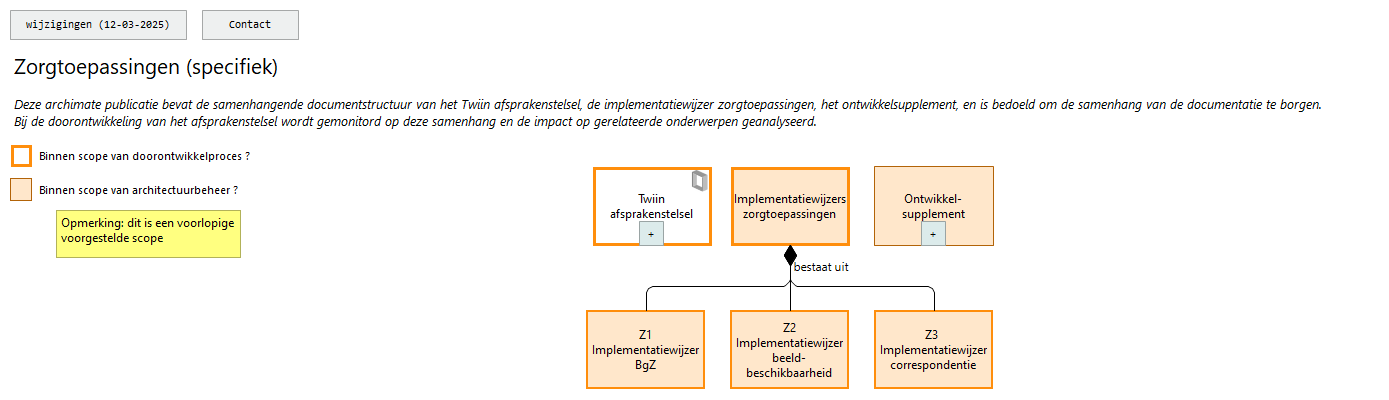 wijzigingen (12-03-2025)
Contact
Zorgtoepassingen (specifiek)
Deze archimate publicatie bevat de samenhangende documentstructuur van het Twiin afsprakenstelsel, de implementatiewijzer zorgtoepassingen, het ontwikkelsupplement, en is bedoeld om de samenhang van de documentatie te borgen.
Bij de doorontwikkeling van het afsprakenstelsel wordt gemonitord op deze samenhang en de impact op gerelateerde onderwerpen geanalyseerd.
Binnen scope van doorontwikkelproces ?
Binnen scope van architectuurbeheer ?
Opmerking: dit is een voorlopige
voorgestelde scope
Twiin
afsprakenstelsel
+
Implementatiewijzers
zorgtoepassingen
Ontwikkel-
supplement
+
bestaat uit
Z1
Implementatiewijzer
BgZ
Z2
Implementatiewijzer
beeld-
beschikbaarheid
Z3
Implementatiewijzer
correspondentie